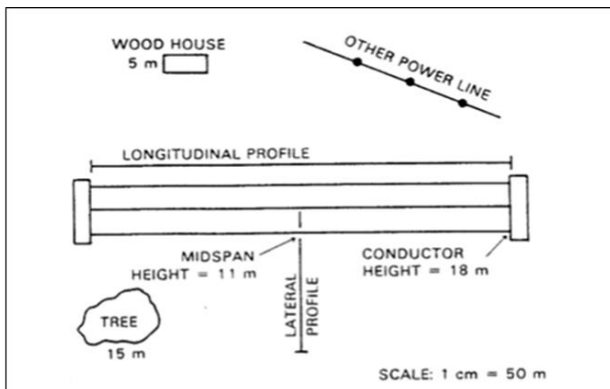 WOOD HOUSE
5 m
OTHER POWER LINE
LONGITUDINAL PROFILE
MIDSPAN
HEIGHT = 11 m
CONDUCTOR
HEIGHT = 18 m
LATERAL
PROFILE
TREE
15 m
SCALE: 1 cm = 50 m